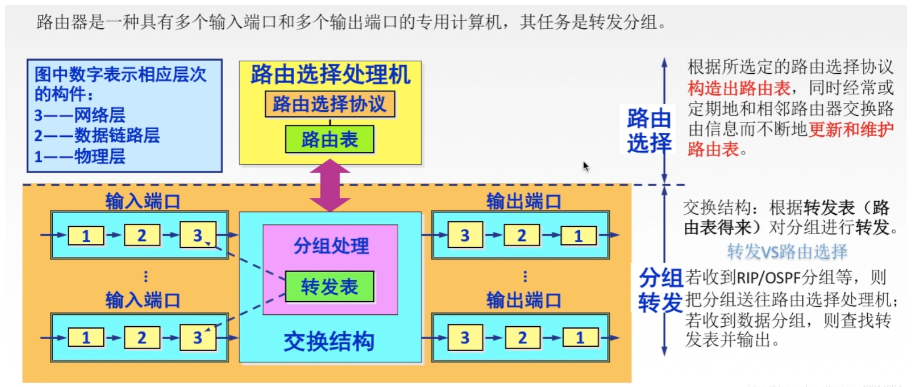 路由器是一种具有多个输入端口和多个输出端口的专用计算机，其任务是转发分组。
图中数字表示相应层次
的构件：
3——网络层
2——数据链路层
1——物理层
路由选择处理机
路由选择协议
路由表
路由
选择
根据所选定的路由选择协议
构造出路由表，同时经常或
定期地和相邻路由器交换路
由信息而不断地更新和维护
路由表。
输入端口
1
2
3
⋮
输入端口
1
2
3
分组处理
转发表
交换结构
输出端口
3
2
1
⋮
输出端口
3
2
1
分组
转发
交换结构：根据转发表（路
由表得来）对分组进行转发。
转发VS路由选择
若收到RIP/OSPF分组等，则
把分组送往路由选择处理机；
若收到数据分组，则查找转
发表并输出。